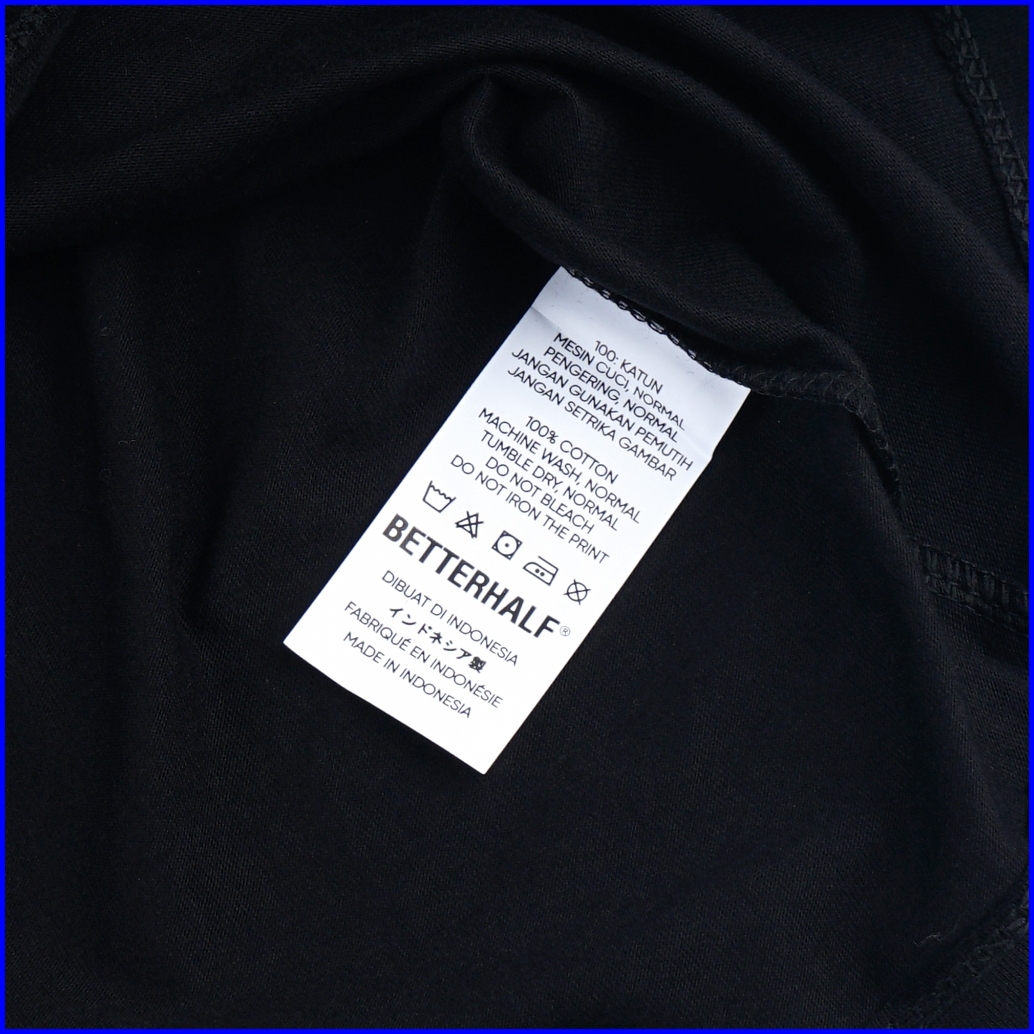 100: KATUN
MESIN CUCI, NORMAL
PENGERING, NORMAL
JANGAN GUNAKAN PEMUTIH
JANGAN SETRIKA GAMBAR
100% COTTON
MACHINE WASH, NORMAL
TUMBLE DRY, NORMAL
DO NOT BLEACH
DO NOT IRON THE PRINT
BETTERHALF®
DIBUAT DI INDONESIA
インドネシア製
FABRIQUÉ EN INDONÉSIE
MADE IN INDONESIA